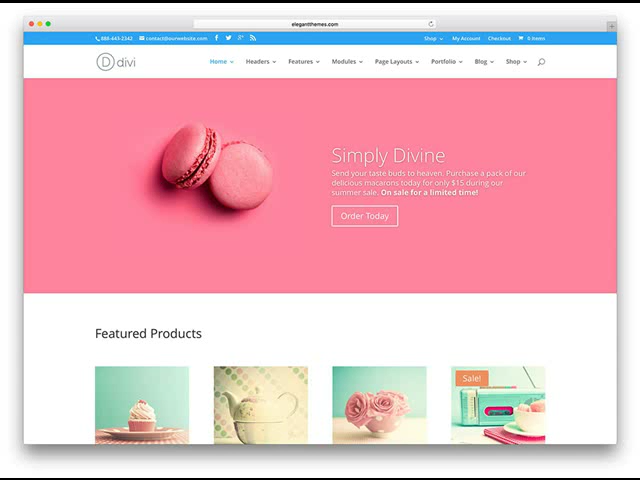 elegantthemes.com
888-443-2342 contact@ourwebsite.com Shop My Account Checkout 0 Items
D divi Home Headers Features Modules Page Layouts Portfolio Blog Shop
Simply Divine
Send your taste buds to heaven. Purchase a pack of our
delicious macarons today for only $15 during our
summer sale. On sale for a limited time!
Order Today
Featured Products
Sale!